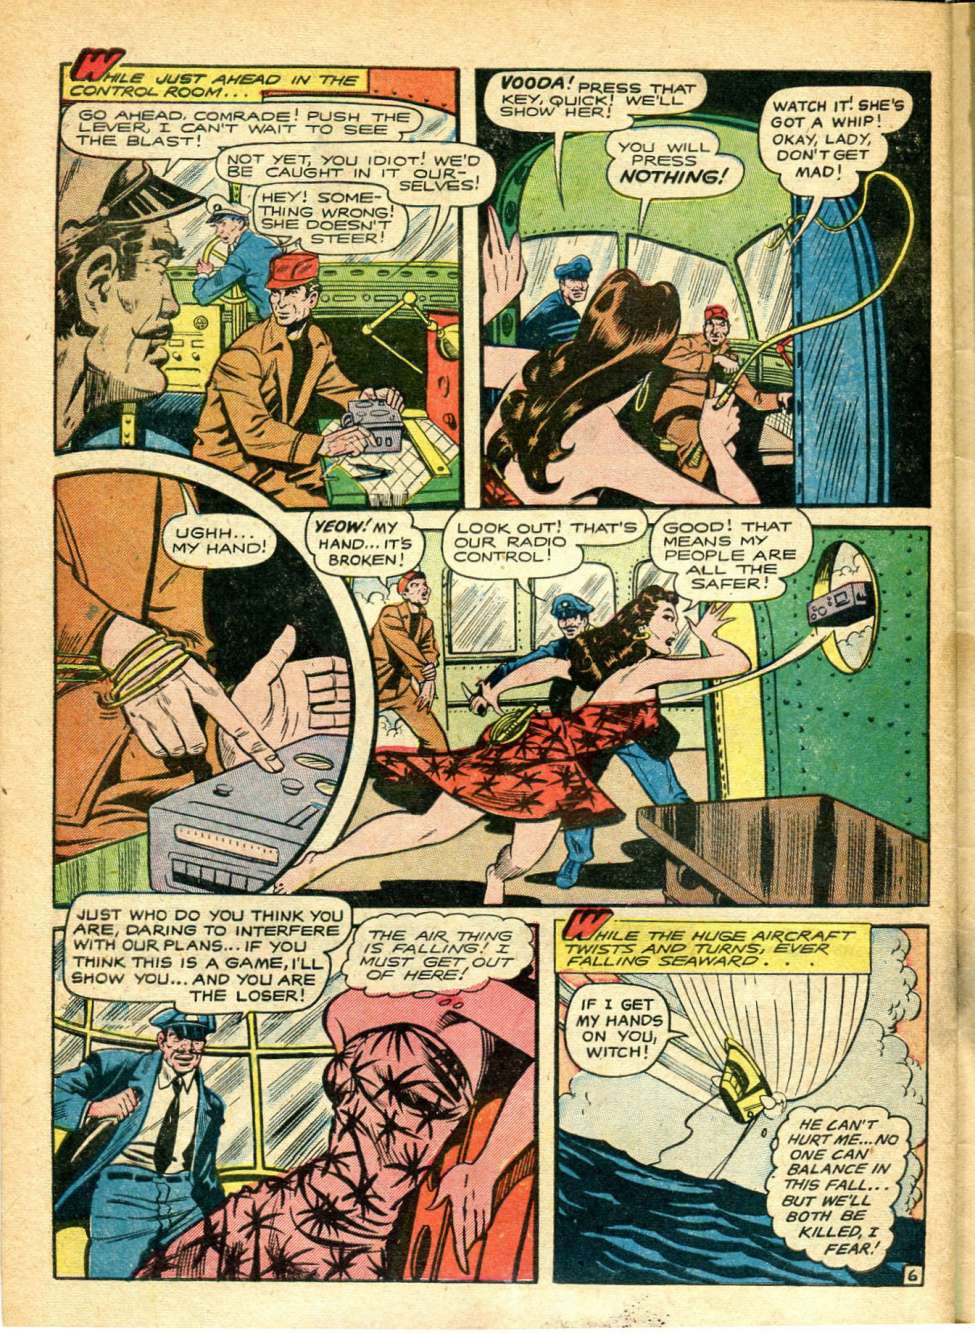 WHILE JUST AHEAD IN THE
CONTROL ROOM...
GO AHEAD, COMRADE! PUSH THE
LEVER, I CAN'T WAIT TO SEE
THE BLAST!
NOT YET, YOU IDIOT! WE'D
BE CAUGHT IN IT OUR-
SELVES!
HEY! SOME-
THING WRONG!
SHE DOESN'T
STEER!
VOODA! PRESS THAT
KEY, QUICK! WE'LL
SHOW HER!
YOU WILL
PRESS
NOTHING!
WATCH IT! SHE'S
GOT A WHIP!
OKAY, LADY,
DON'T GET
MAD!
UGHH...
MY HAND!
YEOW! MY
HAND...IT'S
BROKEN!
LOOK OUT! THAT'S
OUR RADIO
CONTROL!
GOOD! THAT
MEANS MY
PEOPLE ARE
ALL THE
SAFER!
JUST WHO DO YOU THINK YOU
ARE, DARING TO INTERFERE
WITH OUR PLANS... IF YOU
THINK THIS IS A GAME, I'LL
SHOW YOU... AND YOU ARE
THE LOSER!
THE AIR THING
IS FALLING! I
MUST GET OUT
OF HERE!
WHILE THE HUGE AIRCRAFT
TWISTS AND TURNS, EVER
FALLING SEAWARD . . .
IF I GET
MY HANDS
ON YOU,
WITCH!
HE CAN'T
HURT ME...NO
ONE CAN
BALANCE IN
THIS FALL...
BUT WE'LL
BOTH BE
KILLED, I
FEAR!
6